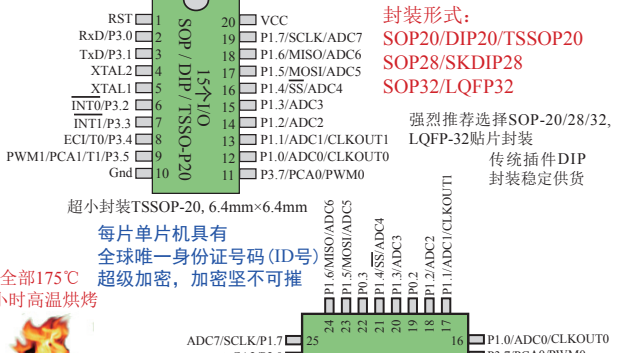 RST 1
RxD/P3.0 2
TxD/P3.1 3
XTAL2 4
XTAL1 5
INT0/P3.2 6
INT1/P3.3 7
ECI/T0/P3.4 8
PWM1/PCA1/T1/P3.5 9
Gnd 10
SOP / DIP / TSSO-P20
15个I/O
20 VCC
19 P1.7/SCLK/ADC7
18 P1.6/MISO/ADC6
17 P1.5/MOSI/ADC5
16 P1.4/SS/ADC4
15 P1.3/ADC3
14 P1.2/ADC2
13 P1.1/ADC1/CLKOUT1
12 P1.0/ADC0/CLKOUT0
11 P3.7/PCA0/PWM0
封装形式:
SOP20/DIP20/TSSOP20
SOP28/SKDIP28
SOP32/LQFP32
强烈推荐选择SOP-20/28/32,
LQFP-32贴片封装
传统插件DIP
封装稳定供货
超小封装TSSOP-20, 6.4mm×6.4mm
每片单片机具有
全球唯一身份证号码(ID号)
超级加密，加密坚不可摧
全部175℃
小时高温烘烤
P1.6/MISO/ADC6 24
P1.5/MOSI/ADC5 23
P0.3 22
P1.4/SS/ADC4 21
P1.3/ADC3 20
P0.2 19
P1.2/ADC2 18
P1.1/ADC1/CLKOUT1 17
ADC7/SCLK/P1.7 25
16 P1.0/ADC0/CLKOUT0